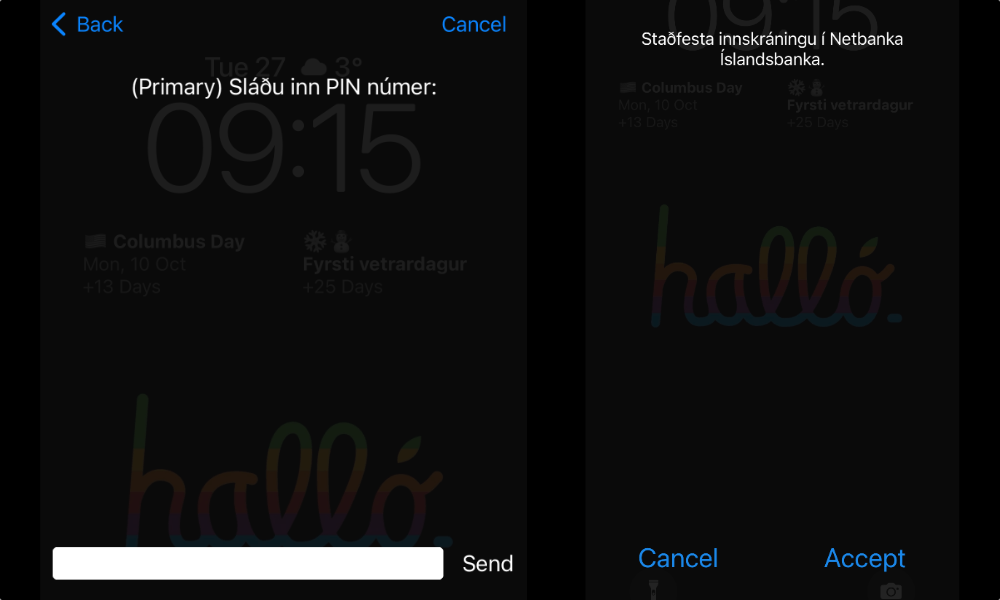 Back
Cancel
Tue 27 3°
(Primary) Sláðu inn PIN númer:
09:15
Columbus Day
Mon, 10 Oct
+13 Days
Fyrsti vetrardagur
+25 Days
halló.
Send
09:15
Staðfesta innskráningu í Netbanka
Íslandsbanka.
Columbus Day
Mon, 10 Oct
+13 Days
Fyrsti vetrardagur
+25 Days
halló.
Cancel
Accept